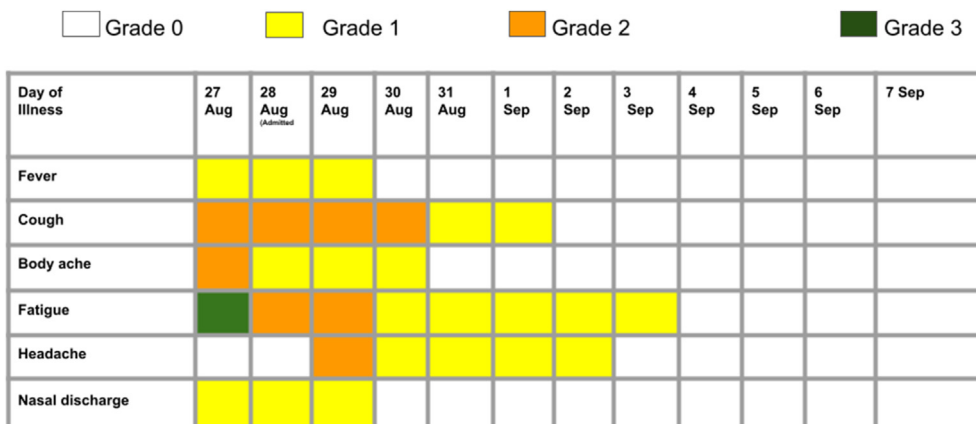 Grade 0 Grade 1 Grade 2 Grade 3
Day of Illness 27 Aug 28 Aug (Admitted 29 Aug 30 Aug 31 Aug 1 Sep 2 Sep 3 Sep 4 Sep 5 Sep 6 Sep 7 Sep
Fever
Cough
Body ache
Fatigue
Headache
Nasal discharge